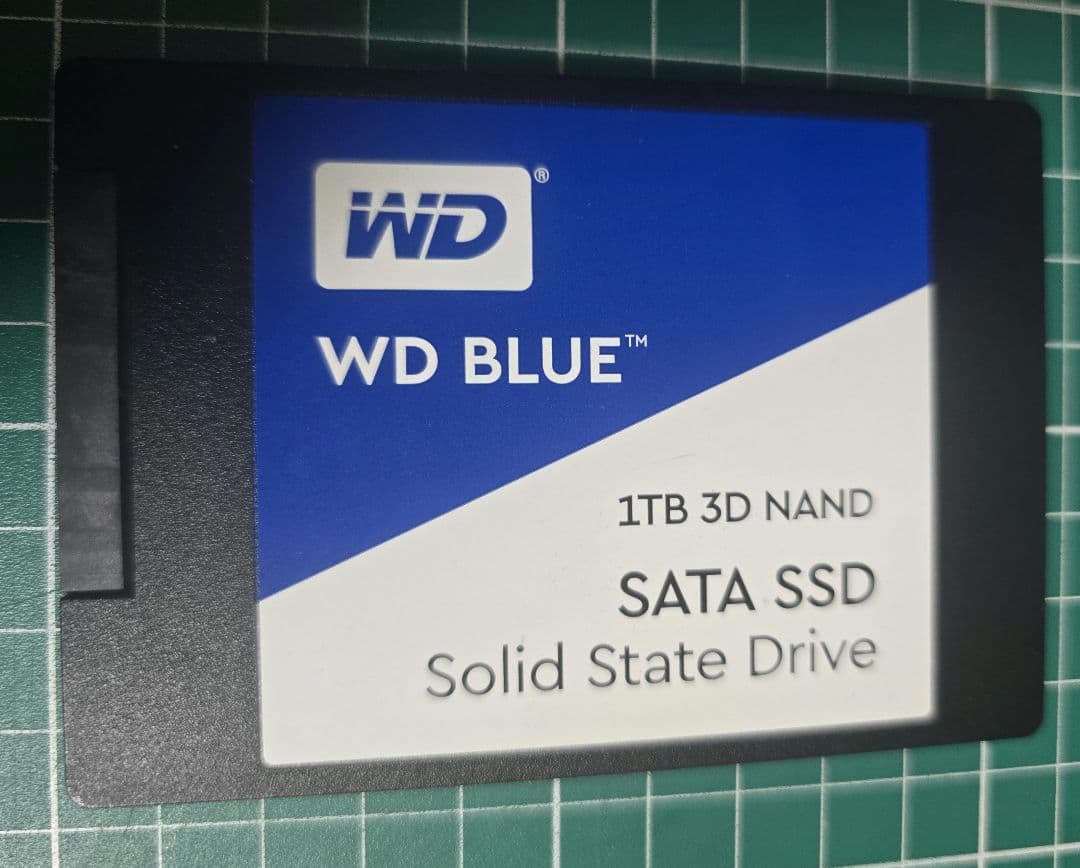 WD®
WD BLUE™
1TB 3D NAND
SATA SSD
Solid State Drive